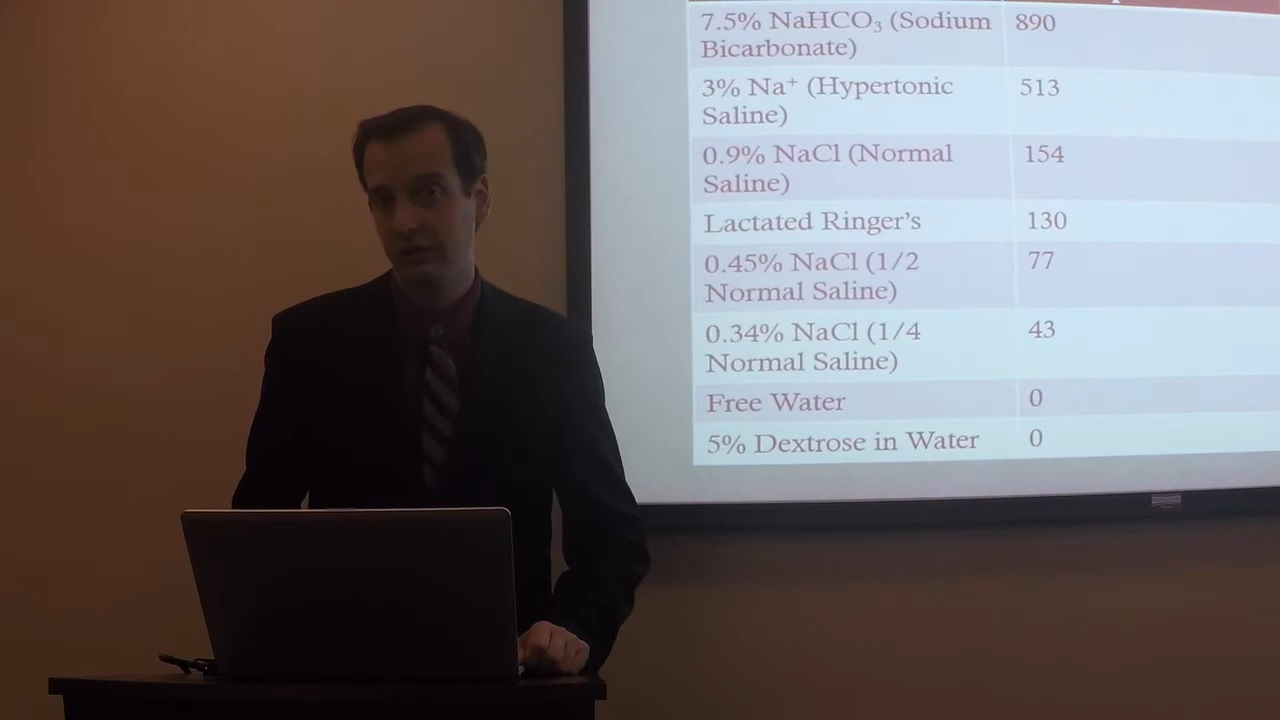 7.5% NaHCO₃ (Sodium 890
Bicarbonate)
3% Na⁺ (Hypertonic 513
Saline)
0.9% NaCl (Normal 154
Saline)
Lactated Ringer's 130
0.45% NaCl (1/2 77
Normal Saline)
0.34% NaCl (1/4 43
Normal Saline)
Free Water 0
5% Dextrose in Water 0